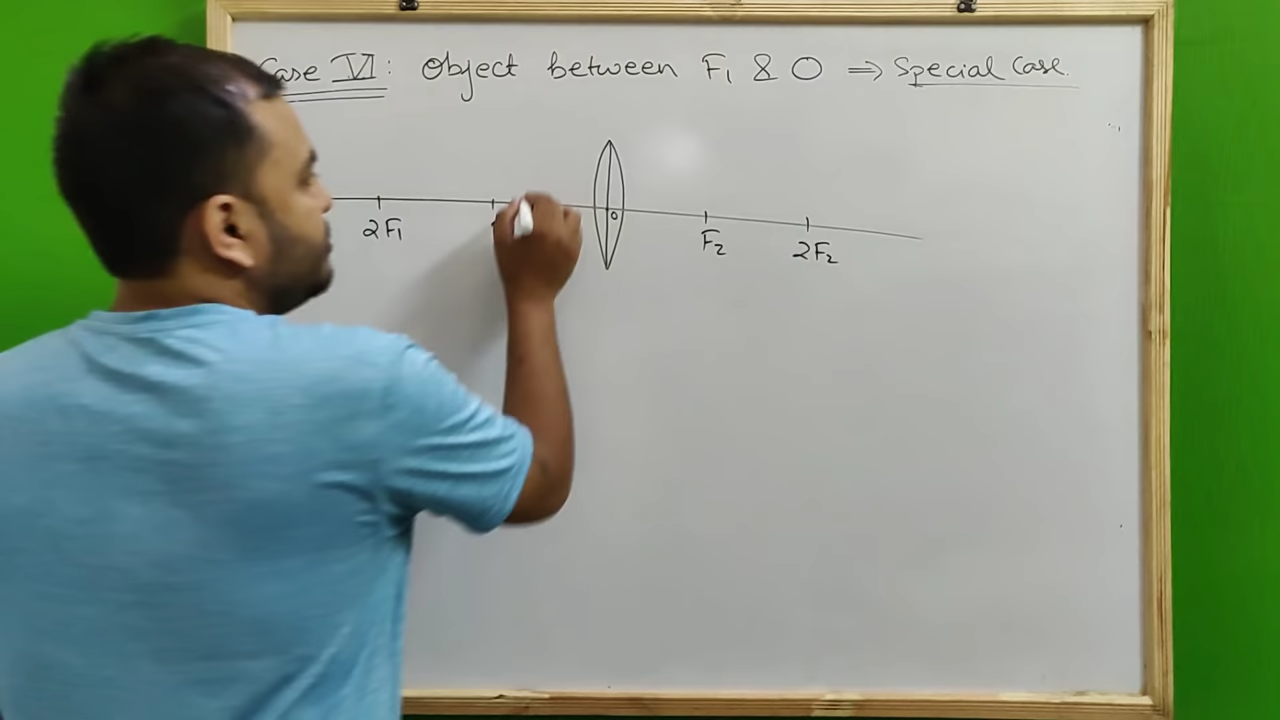 Case VI: Object between F₁ & O ⇒ Special Case.
2F₁ O F₂ 2F₂